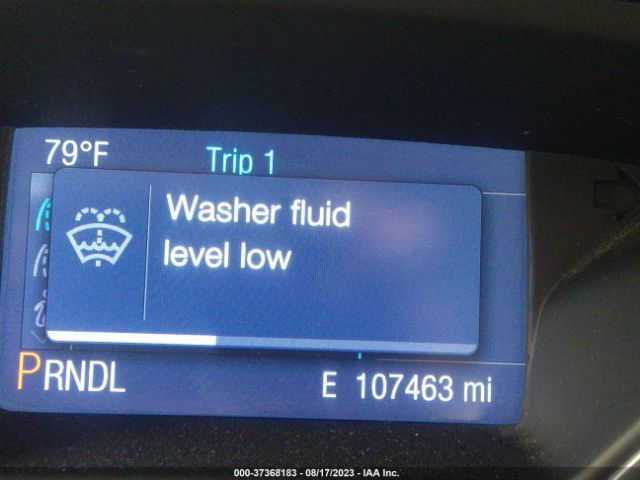 79°F
Trip 1
Washer fluid
level low
PRNDL
E 107463 mi
000-37368183 - 08/17/2023 - IAA Inc.